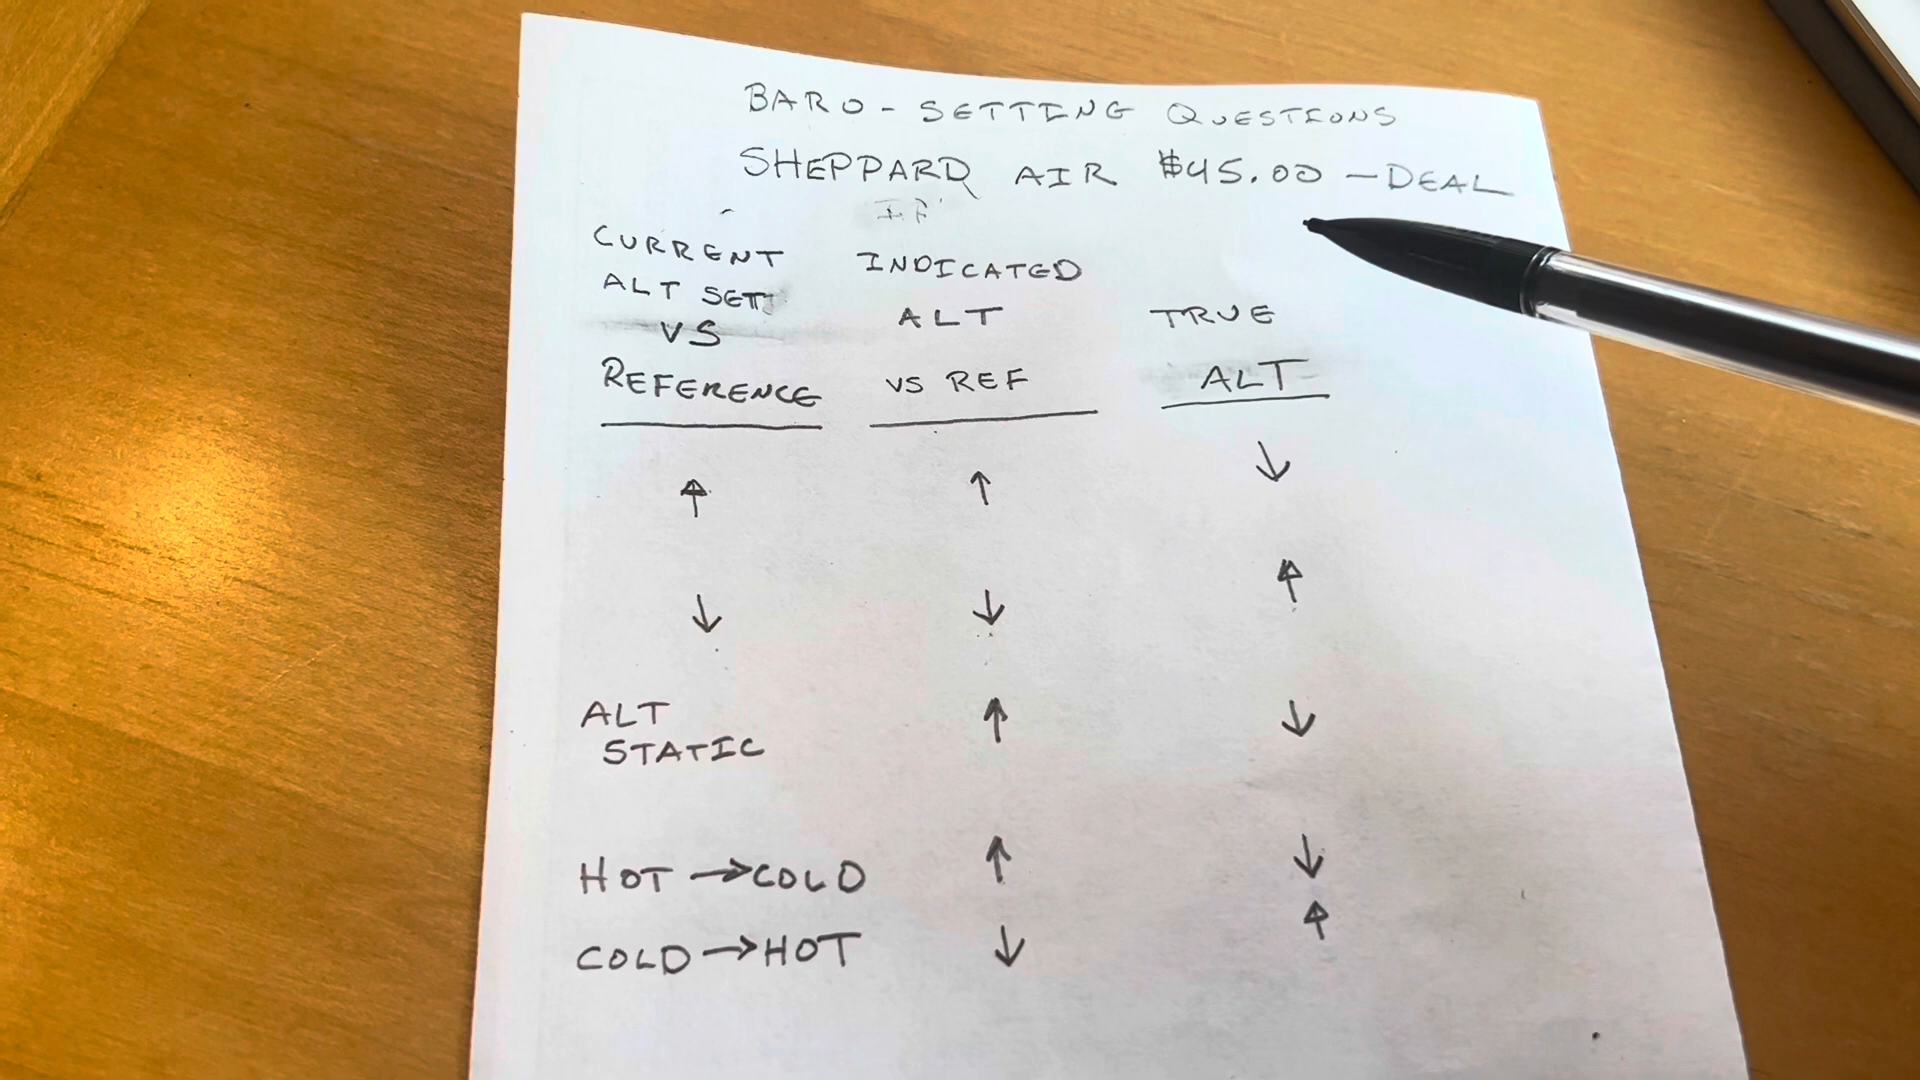 BARO-SETTING QUESTIONS
SHEPPARD AIR $45.00 - DEAL
CURRENT
ALT SET
VS
REFERENCE
INDICATED
ALT
VS REF
TRUE
ALT
↑ ↑ ↓
↓ ↓ ↑
ALT
STATIC ↑ ↓
HOT → COLD ↑ ↓
COLD → HOT ↓ ↑